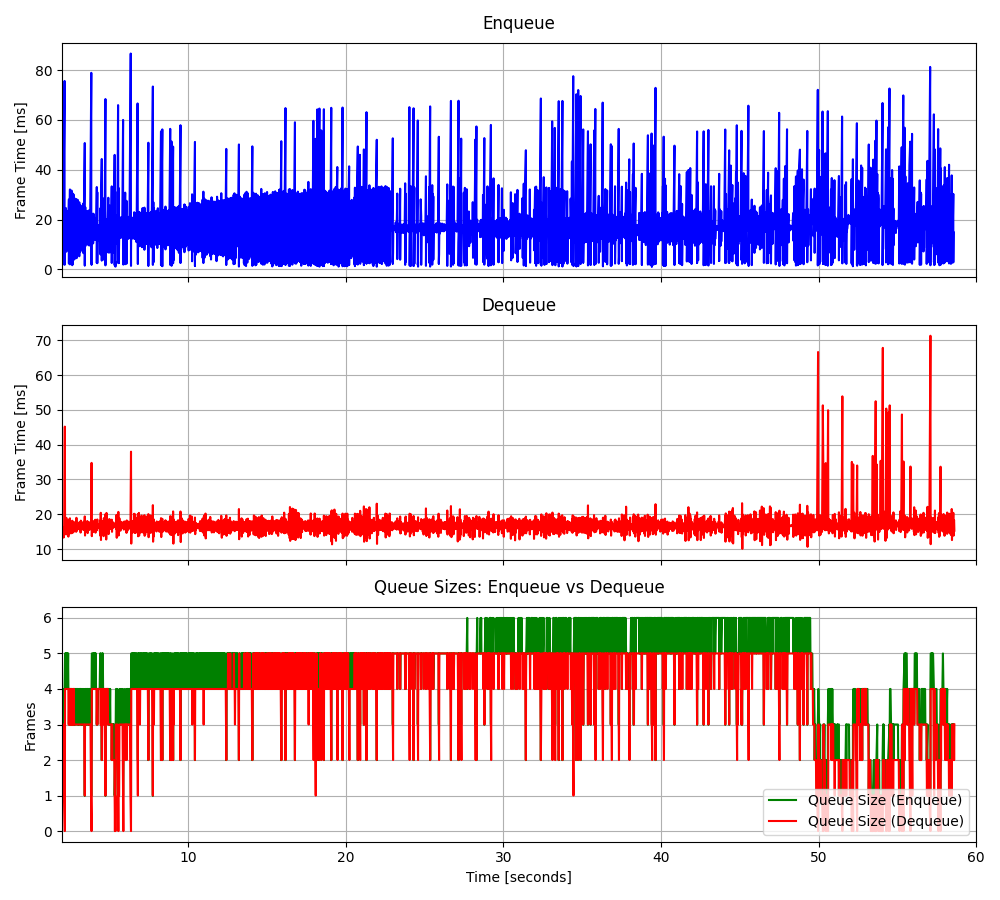 Enqueue
Frame Time [ms]
80
60
40
20
0
Dequeue
Frame Time [ms]
70
60
50
40
30
20
10
Queue Sizes: Enqueue vs Dequeue
Frames
6
5
4
3
2
1
0
Queue Size (Enqueue)
Queue Size (Dequeue)
10 20 30 40 50 60
Time [seconds]